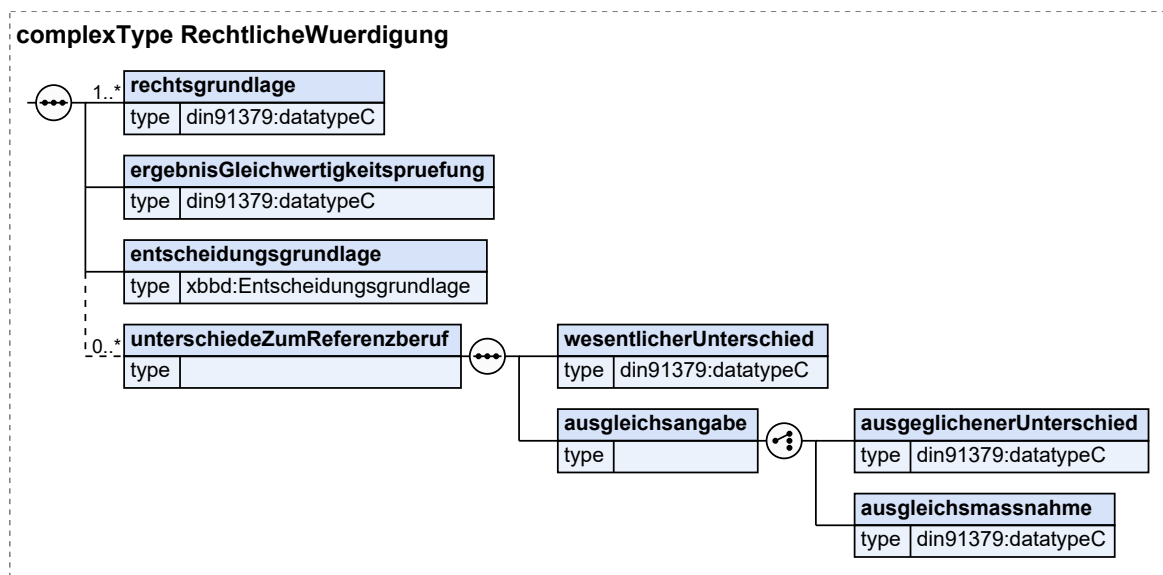 complexType RechtlicheWuerdigung
1..*
rechtsgrundlage
type din91379:datatypeC
ergebnisGleichwertigkeitspruefung
type din91379:datatypeC
entscheidungsgrundlage
type xbbd:Entscheidungsgrundlage
0..*
unterschiedeZumReferenzberuf
type
wesentlicherUnterschied
type din91379:datatypeC
ausgleichsangabe
type
ausgeglichenerUnterschied
type din91379:datatypeC
ausgleichsmassnahme
type din91379:datatypeC